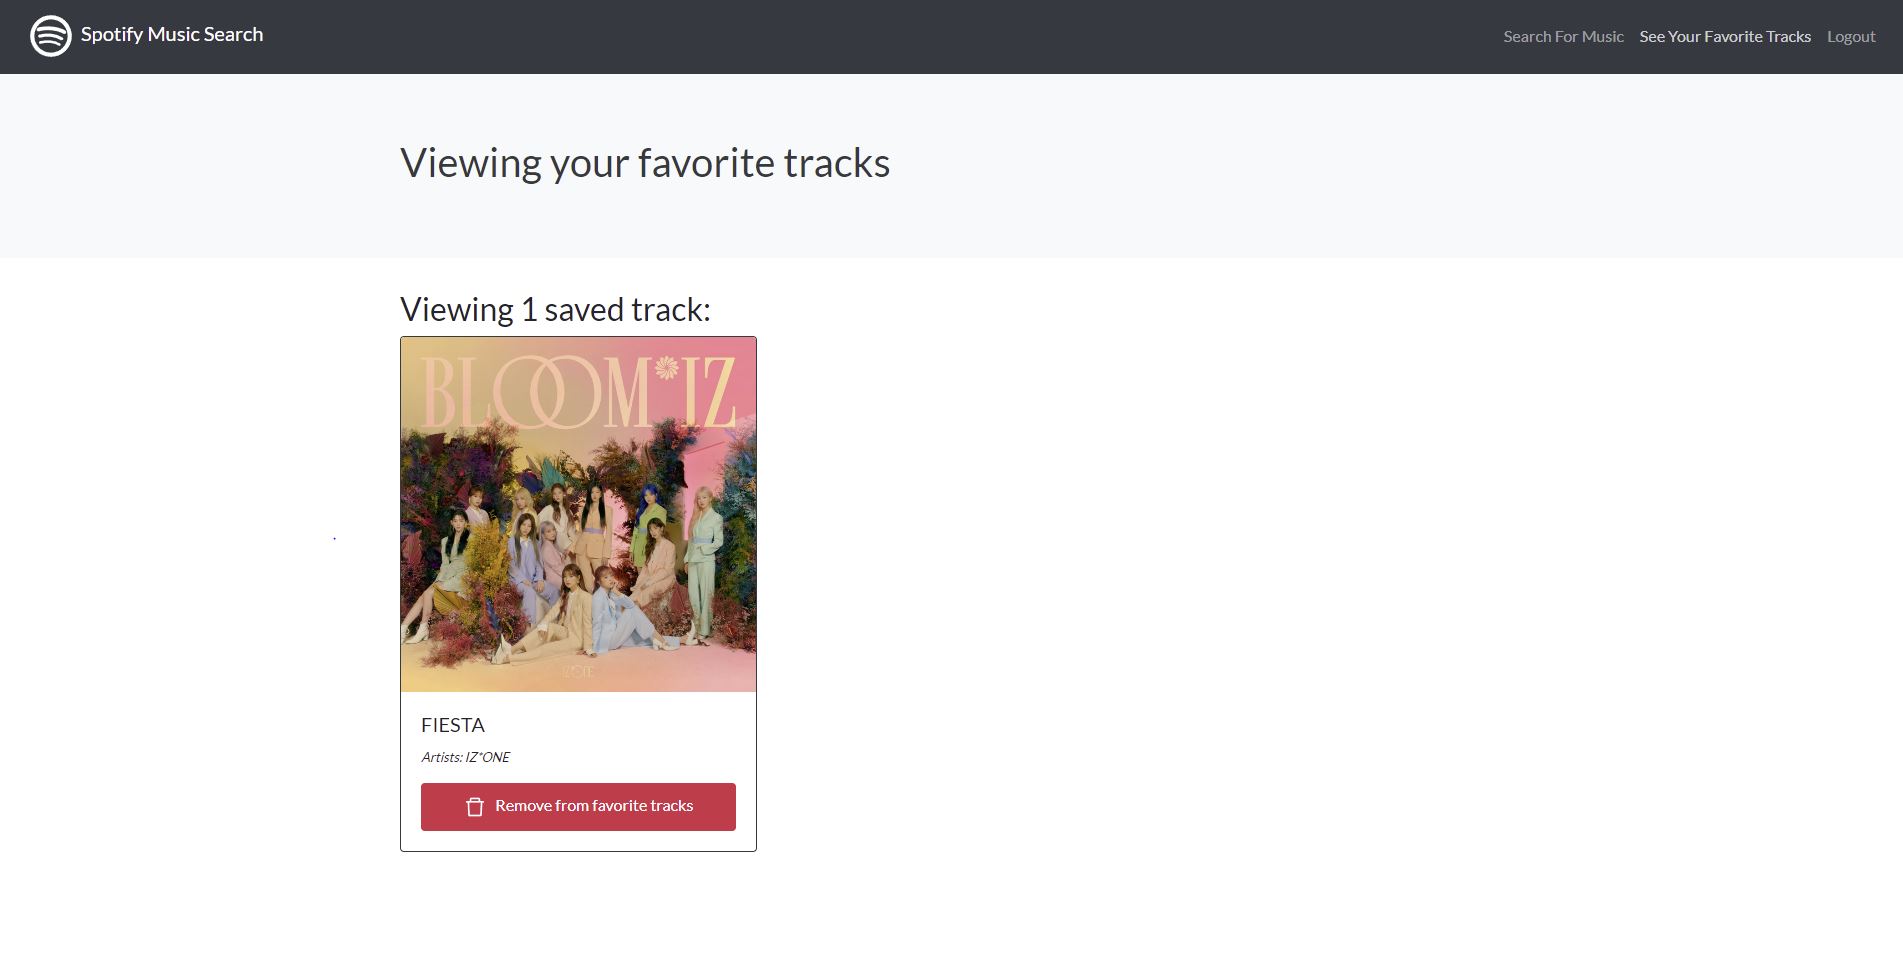 Spotify Music Search
Search For Music See Your Favorite Tracks Logout
Viewing your favorite tracks
Viewing 1 saved track:
BLOOM*IZ
IZ*ONE
FIESTA
Artists: IZ*ONE
Remove from favorite tracks